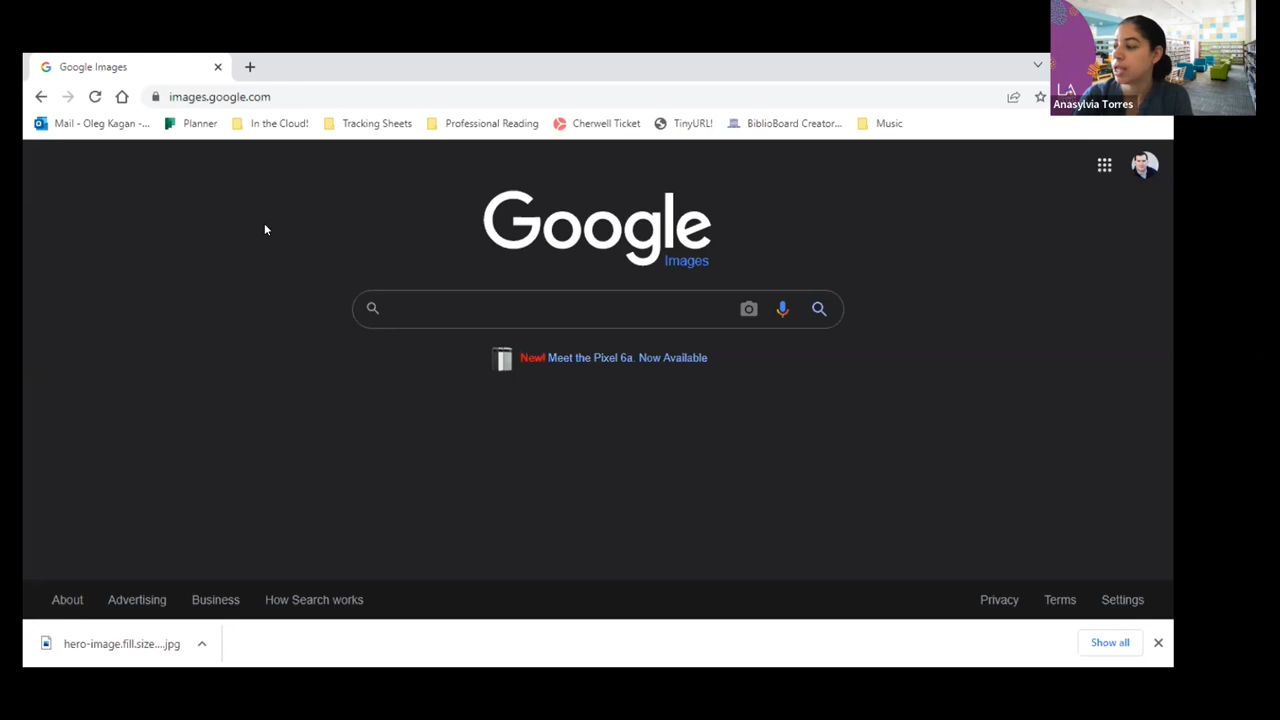 Google Images
images.google.com
Mail - Oleg Kagan -... Planner In the Cloud! Tracking Sheets Professional Reading Cherwell Ticket TinyURL! BiblioBoard Creator... Music
LA
Anasylvia Torres
Google
Images
New! Meet the Pixel 6a. Now Available
About Advertising Business How Search works Privacy Terms Settings
hero-image.fill.size....jpg Show all